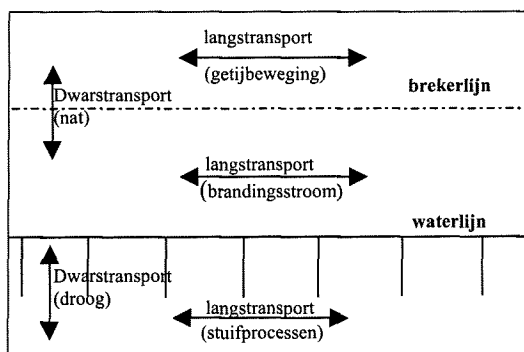 langstransport
(getijbeweging)
brekerlijn
Dwarstransport
(nat)
langstransport
(brandingsstroom)
waterlijn
Dwarstransport
(droog)
langstransport
(stuifprocessen)